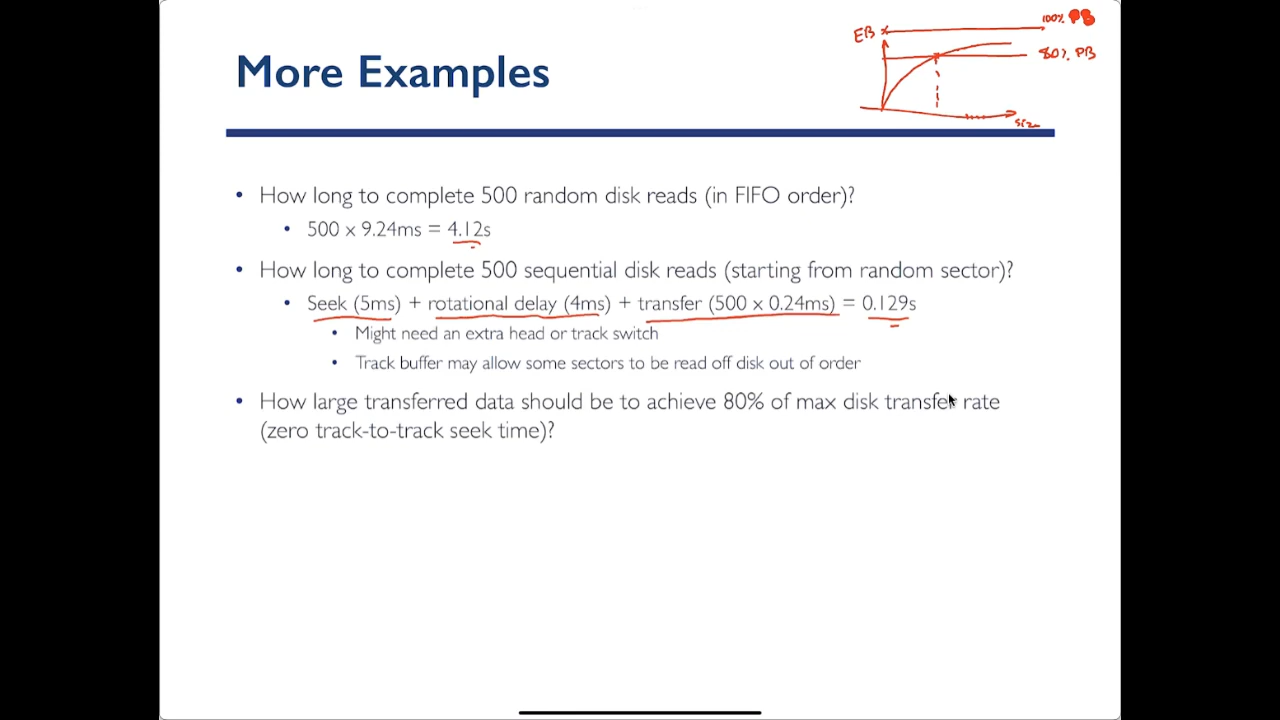 100% PB
EB
80% PB
More Examples
• How long to complete 500 random disk reads (in FIFO order)?
• 500 x 9.24ms = 4.12s
• How long to complete 500 sequential disk reads (starting from random sector)?
• Seek (5ms) + rotational delay (4ms) + transfer (500 x 0.24ms) = 0.129s
• Might need an extra head or track switch
• Track buffer may allow some sectors to be read off disk out of order
• How large transferred data should be to achieve 80% of max disk transfer rate
(zero track-to-track seek time)?